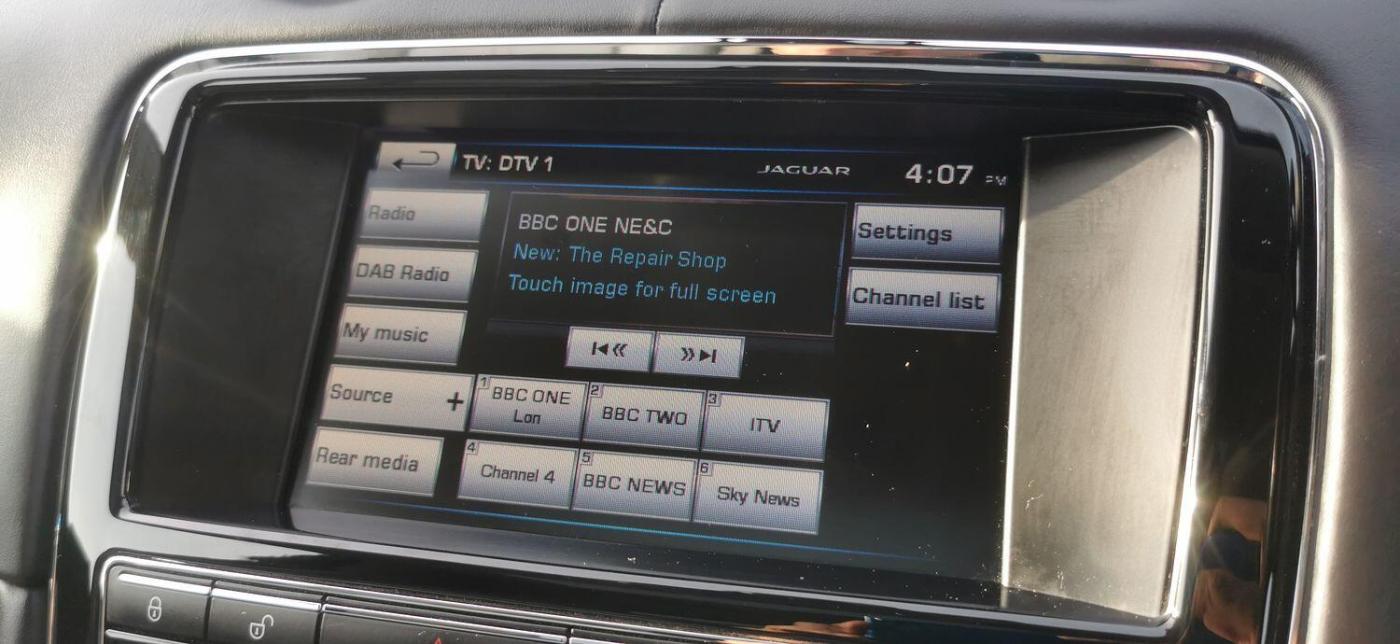 TV: DTV 1
JAGUAR
4:07 PM
Radio
DAB Radio
My music
Source +
Rear media
BBC ONE NE&C
New: The Repair Shop
Touch image for full screen
Settings
Channel list
1 BBC ONE
Lon
2 BBC TWO
3 ITV
4 Channel 4
5 BBC NEWS
6 Sky News